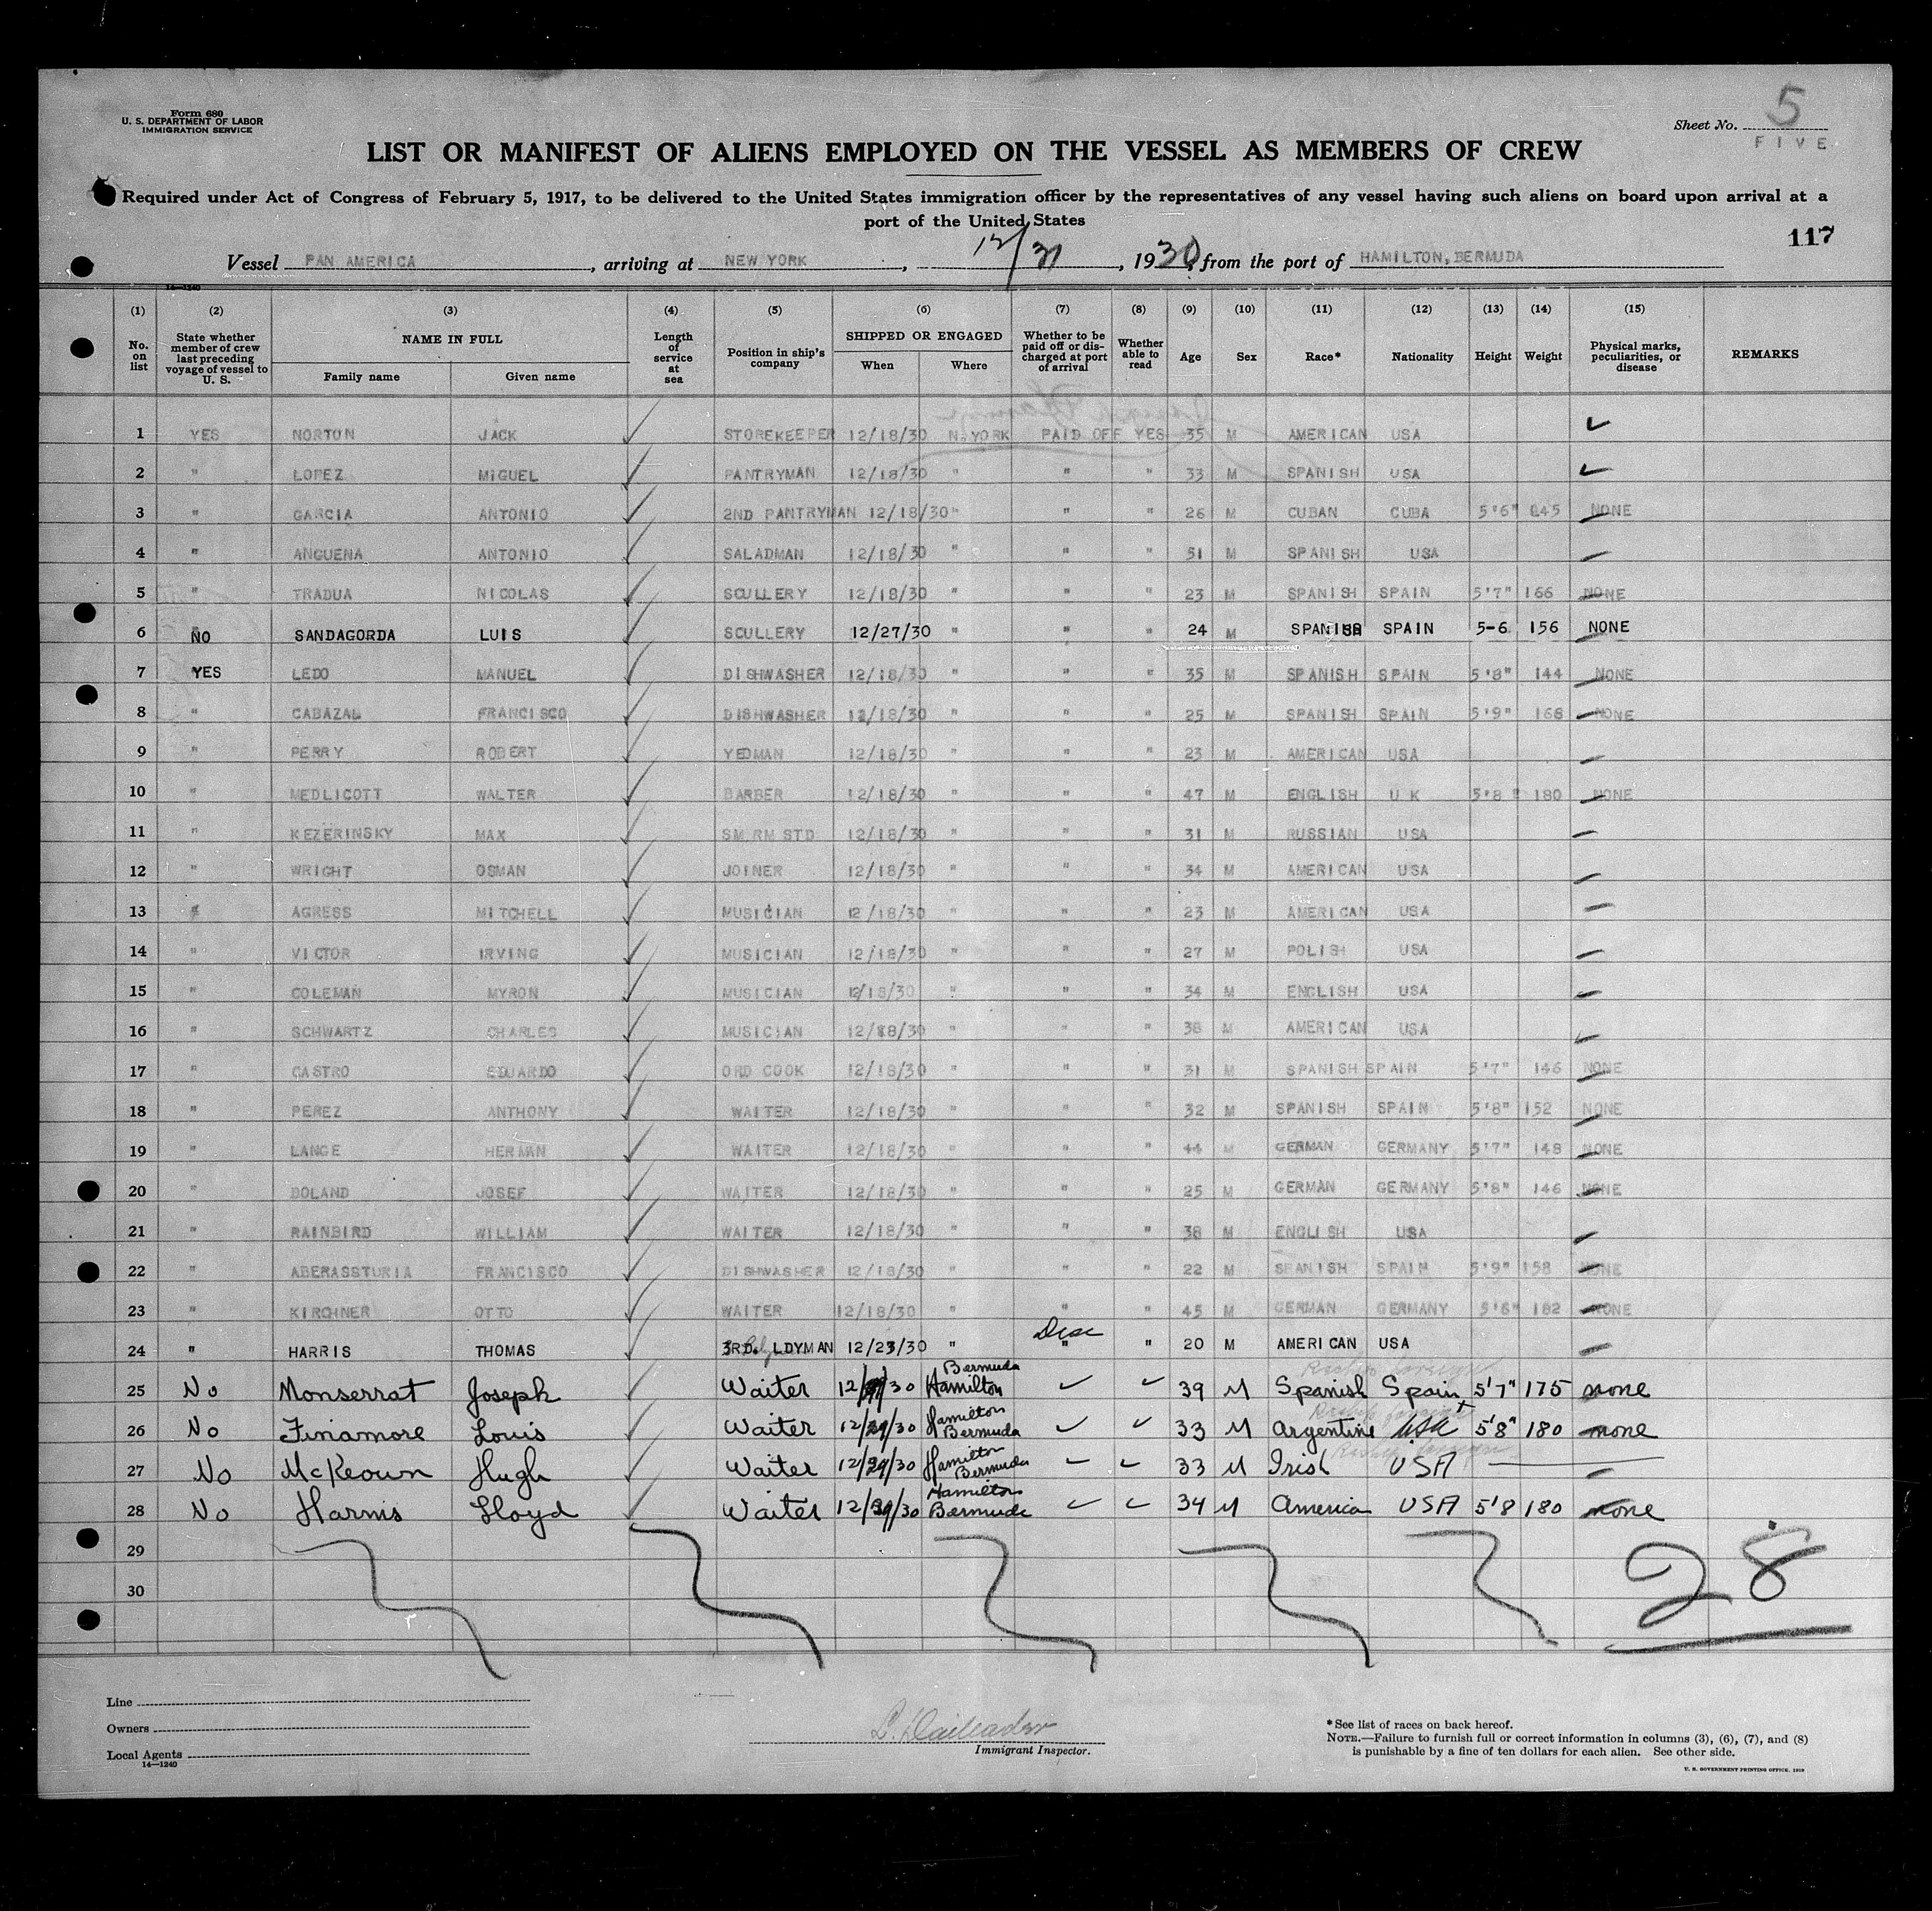 Form 680
U. S. DEPARTMENT OF LABOR
IMMIGRATION SERVICE
Sheet No. 5
FIVE
LIST OR MANIFEST OF ALIENS EMPLOYED ON THE VESSEL AS MEMBERS OF CREW
Required under Act of Congress of February 5, 1917, to be delivered to the United States immigration officer by the representatives of any vessel having such aliens on board upon arrival at a
port of the United States
117
Vessel PAN AMERICA, arriving at NEW YORK, 12/31, 1930, from the port of HAMILTON, BERMUDA
14—1240
(1) (2) (3) (4) (5) (6) (7) (8) (9) (10) (11) (12) (13) (14) (15)
No. on list State whether member of crew last preceding voyage of vessel to U. S. NAME IN FULL Family name Given name Length of service at sea Position in ship's company SHIPPED OR ENGAGED When Where Whether to be paid off or discharged at port of arrival Whether able to read Age Sex Race* Nationality Height Weight Physical marks, peculiarities, or disease REMARKS
1 YES NORTON JACK STOREKEEPER 12/18/30 N.YORK PAID OFF YES 35 M AMERICAN USA
2 " LOPEZ MIGUEL PANTRYMAN 12/18/30 " " " 33 M SPANISH USA
3 " GARCIA ANTONIO 2ND PANTRYMAN 12/18/30 " " " 26 M CUBAN CUBA 5'6" 145 NONE
4 " ANGUENA ANTONIO SALADMAN 12/18/30 " " " 51 M SPANISH USA
5 " TRADUA NICOLAS SCULLERY 12/18/30 " " " 23 M SPANISH SPAIN 5'7" 166 NONE
6 NO SANDAGORDA LUIS SCULLERY 12/27/30 " " " 24 M SPANISH SPAIN 5-6 156 NONE
7 YES LEDO MANUEL DISHWASHER 12/18/30 " " " 35 M SPANISH SPAIN 5'8" 144 NONE
8 " CABAZAL FRANCISCO DISHWASHER 12/18/30 " " " 25 M SPANISH SPAIN 5'9" 168 NONE
9 " PERRY ROBERT YEOMAN 12/18/30 " " " 23 M AMERICAN USA
10 " MEDLICOTT WALTER BARBER 12/18/30 " " " 47 M ENGLISH U K 5'8" 180 NONE
11 " KEZERINSKY MAX SM.RM STD 12/18/30 " " " 31 M RUSSIAN USA
12 " WRIGHT OSMAN JOINER 12/18/30 " " " 34 M AMERICAN USA
13 " AGRESS MITCHELL MUSICIAN 12/18/30 " " " 23 M AMERICAN USA
14 " VICTOR IRVING MUSICIAN 12/18/30 " " " 27 M POLISH USA
15 " COLEMAN MYRON MUSICIAN 12/18/30 " " " 34 M ENGLISH USA
16 " SCHWARTZ CHARLES MUSICIAN 12/18/30 " " " 38 M AMERICAN USA
17 " CASTRO EDUARDO ORD COOK 12/18/30 " " " 31 M SPANISH SPAIN 5'7" 146 NONE
18 " PEREZ ANTHONY WAITER 12/18/30 " " " 32 M SPANISH SPAIN 5'8" 152 NONE
19 " LANGE HERMAN WAITER 12/18/30 " " " 44 M GERMAN GERMANY 5'7" 148 NONE
20 " BOLAND JOSEF WAITER 12/18/30 " " " 25 M GERMAN GERMANY 5'8" 146 NONE
21 " RAINBIRD WILLIAM WAITER 12/18/30 " " " 38 M ENGLISH USA
22 " ABERASSTURIA FRANCISCO DISHWASHER 12/18/30 " " " 22 M SPANISH SPAIN 5'9" 158 NONE
23 " KIRCHNER OTTO WAITER 12/18/30 " " " 45 M GERMAN GERMANY 5'6" 182 NONE
24 " HARRIS THOMAS 3RD. LDYMAN 12/23/30 " Disc " " 20 M AMERICAN USA
25 No Monserrat Joseph Waiter 12/ /30 Hamilton Bermuda 39 M Spanish Spain 5'7" 175 none
26 No Finamore Louis Waiter 12/29/30 Hamilton Bermuda 33 M Argentine USA 5'8" 180 none
27 No McKeown Hugh Waiter 12/29/30 Hamilton Bermuda 33 M Irish USA
28 No Harris Lloyd Waiter 12/29/30 Hamilton Bermuda 34 M America USA 5'8 180 none
29
30
28
Line
Owners
Local Agents
14—1240
Immigrant Inspector.
*See list of races on back hereof.
NOTE.—Failure to furnish full or correct information in columns (3), (6), (7), and (8)
is punishable by a fine of ten dollars for each alien. See other side.
U. S. GOVERNMENT PRINTING OFFICE. 1929